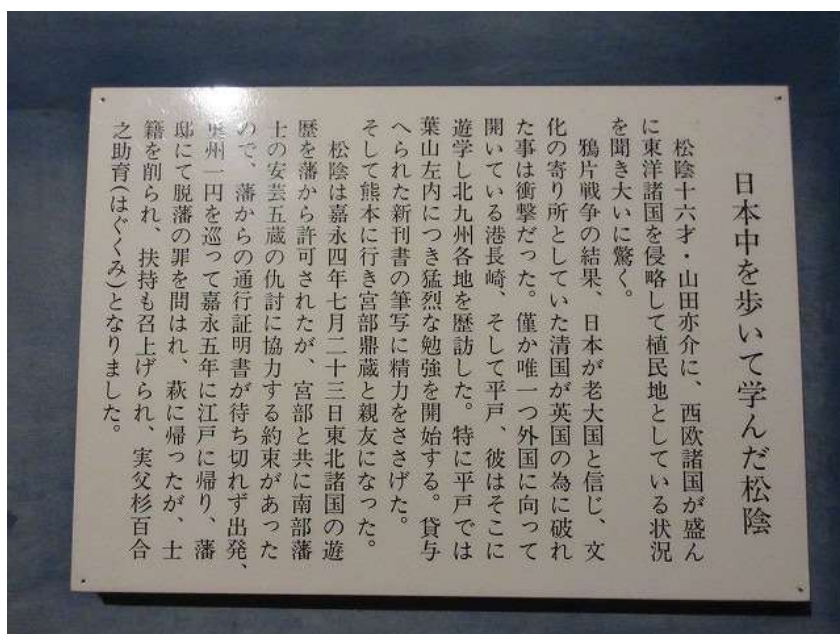 日本中を歩いて学んだ松陰
松陰十六才・山田亦介に、西欧諸国が盛ん
に東洋諸国を侵略して植民地としている状況
を聞き大いに驚く。
鴉片戦争の結果、日本が老大国と信じ、文
化の寄り所としていた清国が英国の為に破れ
た事は衝撃だった。僅か唯一つ外国に向って
開いている港長崎、そして平戸、彼はそこに
遊学し北九州各地を歴訪した。特に平戸では
葉山左内につき猛烈な勉強を開始する。貸与
へられた新刊書の筆写に精力をささげた。
そして熊本に行き宮部鼎蔵と親友になった。
松陰は嘉永四年七月二十三日東北諸国の遊
歴を藩から許可されたが、宮部と共に南部藩
士の安芸五蔵の仇討に協力する約束があった
ので、藩からの通行証明書が待ち切れず出発、
奥州一円を巡って嘉永五年に江戸に帰り、藩
邸にて脱藩の罪を問はれ、萩に帰ったが、士
籍を削られ、扶持も召上げられ、実父杉百合
之助育(はぐくみ)となりました。